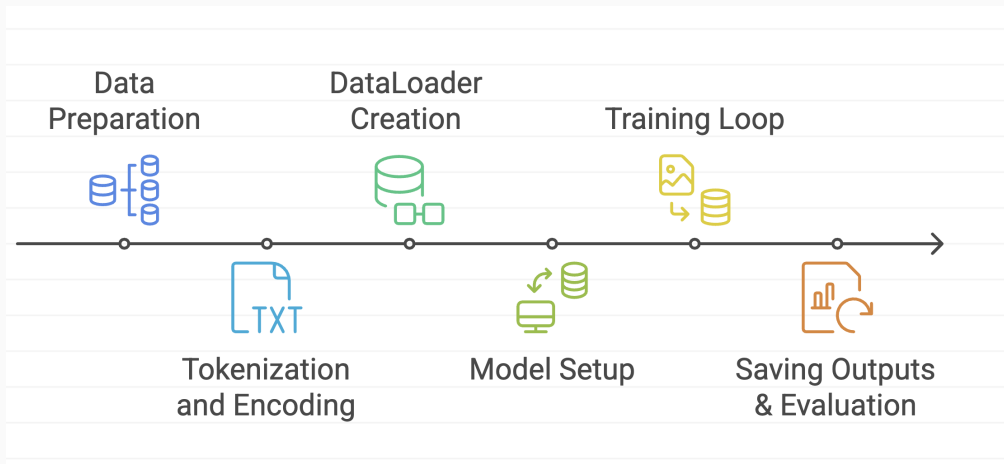 Data
Preparation
DataLoader
Creation
Training Loop
TXT
Tokenization
and Encoding
Model Setup
Saving Outputs
& Evaluation